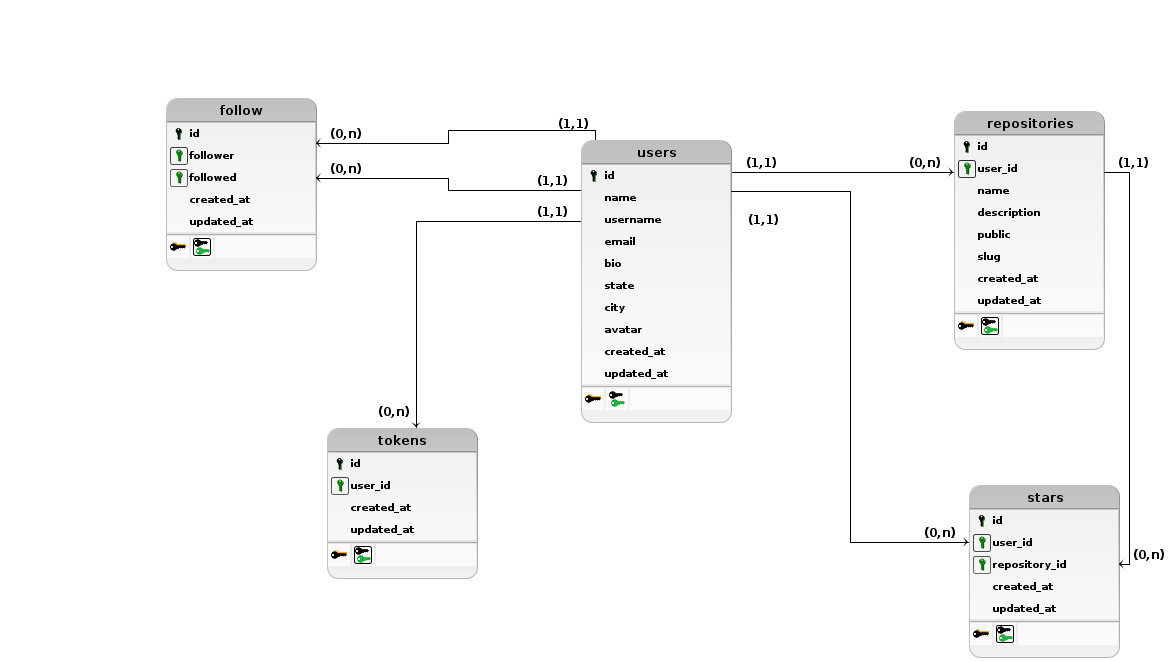 follow
id
follower
followed
created_at
updated_at
(0,n)
(0,n)
(1,1)
(1,1)
(1,1)
users
id
name
username
email
bio
state
city
avatar
created_at
updated_at
(1,1)
(1,1)
(0,n)
repositories
id
user_id
name
description
public
slug
created_at
updated_at
(1,1)
(0,n)
tokens
id
user_id
created_at
updated_at
(0,n)
stars
id
user_id
repository_id
created_at
updated_at
(0,n)